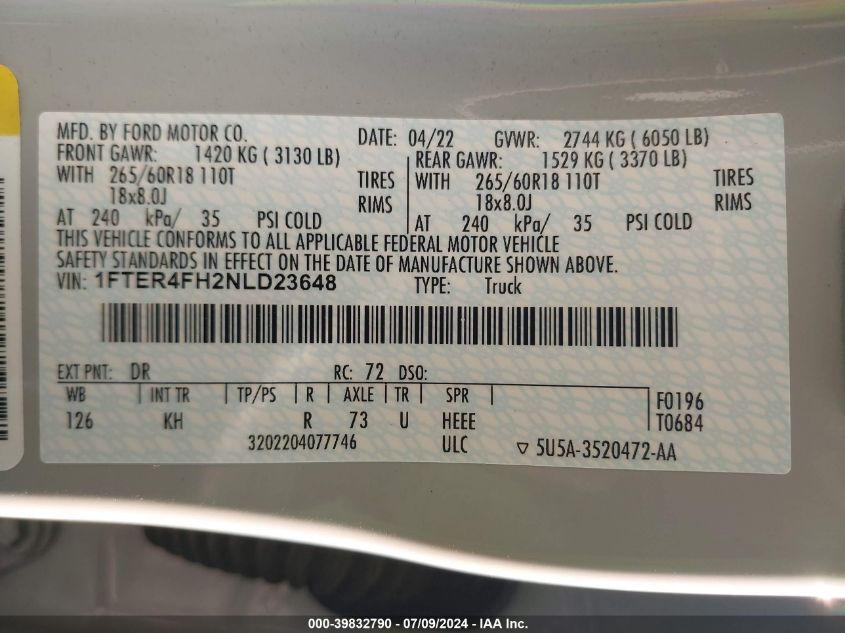 MFD. BY FORD MOTOR CO. DATE: 04/22 GVWR: 2744 KG ( 6050 LB)
FRONT GAWR: 1420 KG ( 3130 LB) REAR GAWR: 1529 KG ( 3370 LB)
WITH 265/60R18 110T TIRES WITH 265/60R18 110T TIRES
18x8.0J RIMS 18x8.0J RIMS
AT 240 kPa/ 35 PSI COLD AT 240 kPa/ 35 PSI COLD
THIS VEHICLE CONFORMS TO ALL APPLICABLE FEDERAL MOTOR VEHICLE
SAFETY STANDARDS IN EFFECT ON THE DATE OF MANUFACTURE SHOWN ABOVE.
VIN: 1FTER4FH2NLD23648 TYPE: Truck
EXT PNT: DR RC: 72 DSO:
WB INT TR TP/PS R AXLE TR SPR F0196
126 KH R 73 U HEEE T0684
3202204077746 ULC ▽ 5U5A-3520472-AA
000-39832790 - 07/09/2024 - IAA Inc.